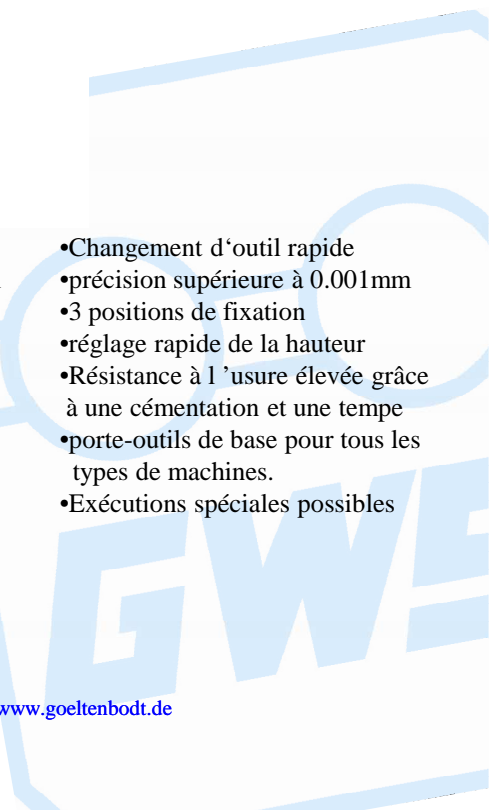 •Changement d‘outil rapide
•précision supérieure à 0.001mm
•3 positions de fixation
•réglage rapide de la hauteur
•Résistance à l ’usure élevée grâce
à une cémentation et une tempe
•porte-outils de base pour tous les
types de machines.
•Exécutions spéciales possibles
GWS
www.goeltenbodt.de